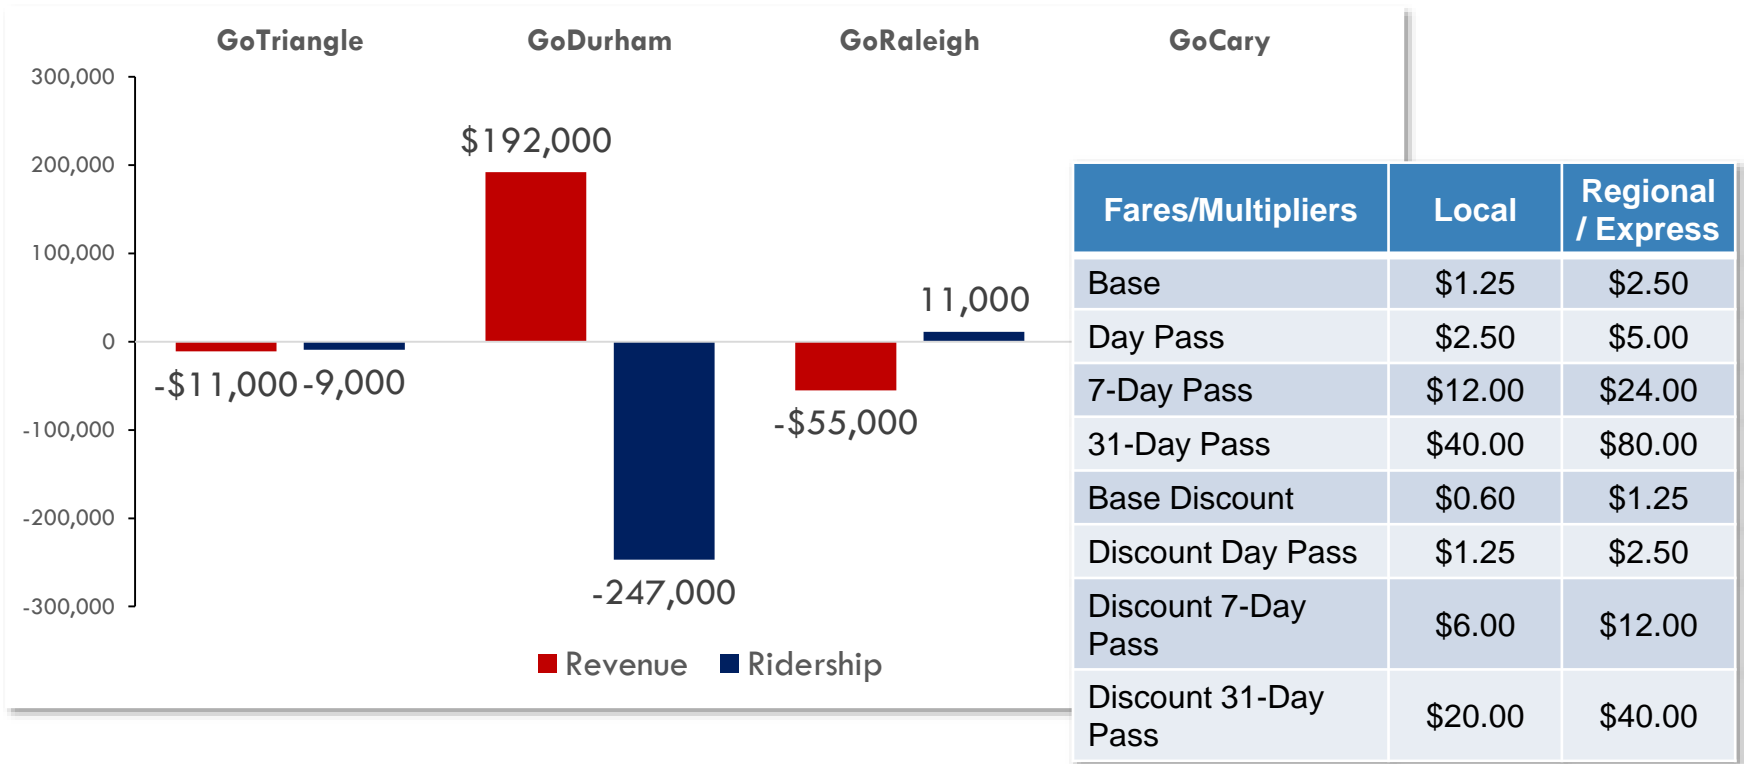 GoTriangle GoDurham GoRaleigh GoCary
300,000
200,000
100,000
0
-100,000
-200,000
-300,000
-$11,000 -9,000
$192,000
-247,000
-$55,000
11,000
Revenue Ridership
Fares/Multipliers Local Regional
/ Express
Base $1.25 $2.50
Day Pass $2.50 $5.00
7-Day Pass $12.00 $24.00
31-Day Pass $40.00 $80.00
Base Discount $0.60 $1.25
Discount Day Pass $1.25 $2.50
Discount 7-Day
Pass $6.00 $12.00
Discount 31-Day
Pass $20.00 $40.00